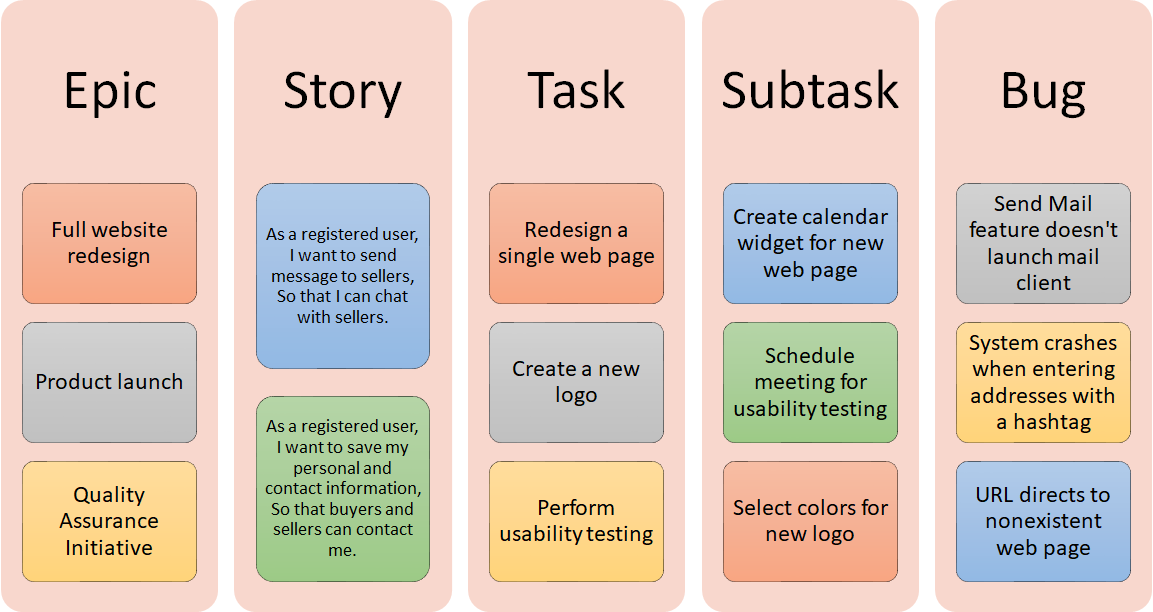 Epic
Full website
redesign
Product launch
Quality
Assurance
Initiative
Story
As a registered user,
I want to send
message to sellers,
So that I can chat
with sellers.
As a registered user,
I want to save my
personal and
contact information,
So that buyers and
sellers can contact
me.
Task
Redesign a
single web page
Create a new
logo
Perform
usability testing
Subtask
Create calendar
widget for new
web page
Schedule
meeting for
usability testing
Select colors for
new logo
Bug
Send Mail
feature doesn't
launch mail
client
System crashes
when entering
addresses with
a hashtag
URL directs to
nonexistent
web page